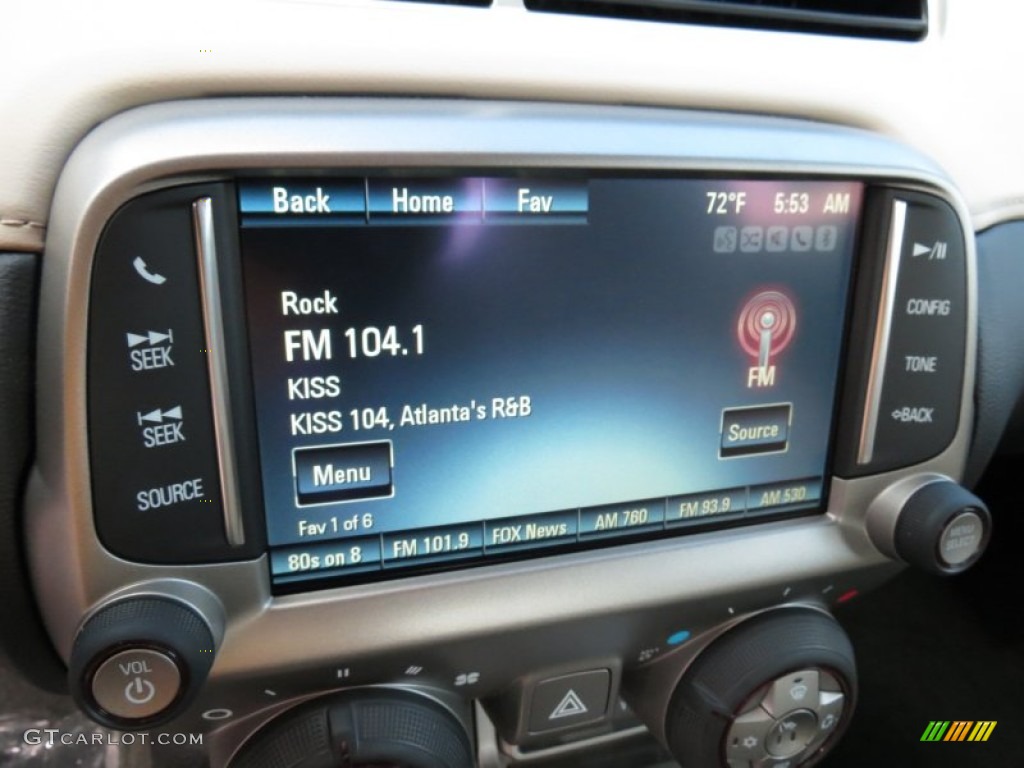 Back Home Fav 72°F 5:53 AM
Rock
FM 104.1
KISS
KISS 104, Atlanta's R&B
FM
Menu
Source
Fav 1 of 6
80s on 8 FM 101.9 FOX News AM 760 FM 93.9 AM 530
SEEK
SEEK
SOURCE
CONFIG
TONE
BACK
VOL
MENU
SELECT
GTCARLOT.COM